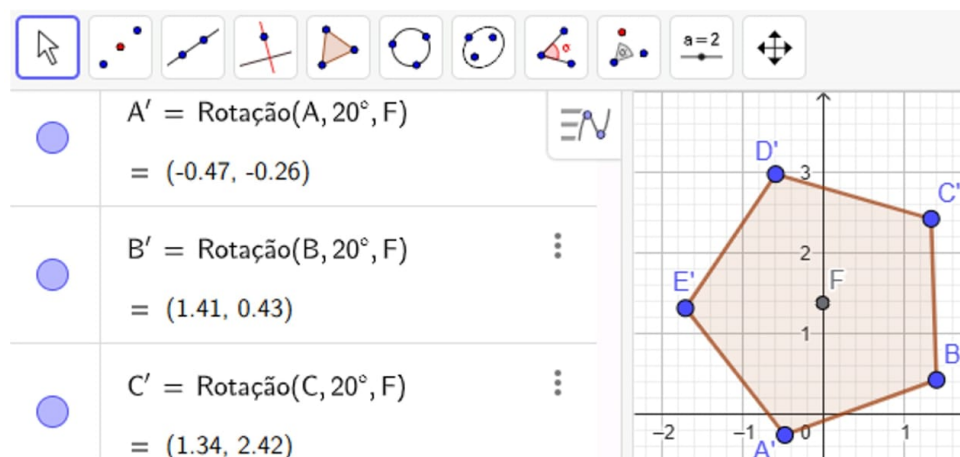 a=2
A′ = Rotação(A, 20°, F)
= (-0.47, -0.26)
B′ = Rotação(B, 20°, F)
= (1.41, 0.43)
C′ = Rotação(C, 20°, F)
= (1.34, 2.42)
D'
3
C'
2
E'
F
1
B
−2
−1
0
1
A'